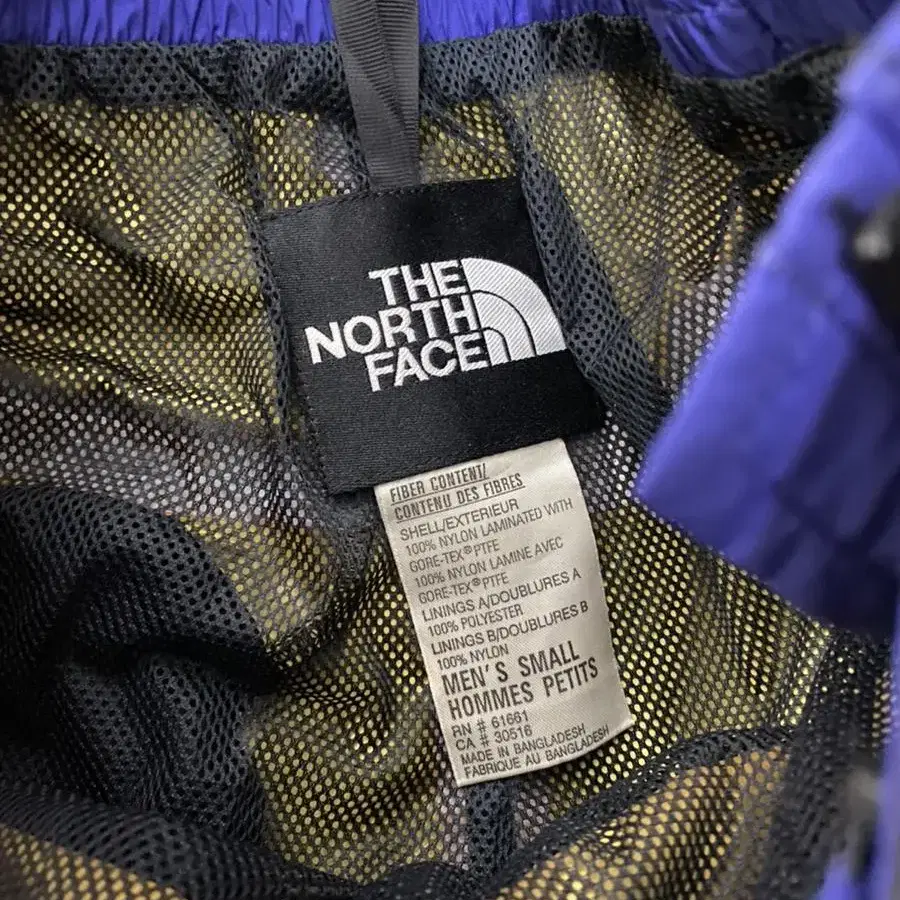 THE
NORTH
FACE
FIBER CONTENT/
CONTENU DES FIBRES
SHELL/EXTERIEUR
100% NYLON LAMINATED WITH
GORE-TEX® PTFE
100% NYLON LAMINE AVEC
GORE-TEX® PTFE
LININGS A/DOUBLURES A
100% POLYESTER
LININGS B/DOUBLURES B
100% NYLON
MEN'S SMALL
HOMMES PETITS
RN # 61661
CA # 30516
MADE IN BANGLADESH
FABRIQUE AU BANGLADESH